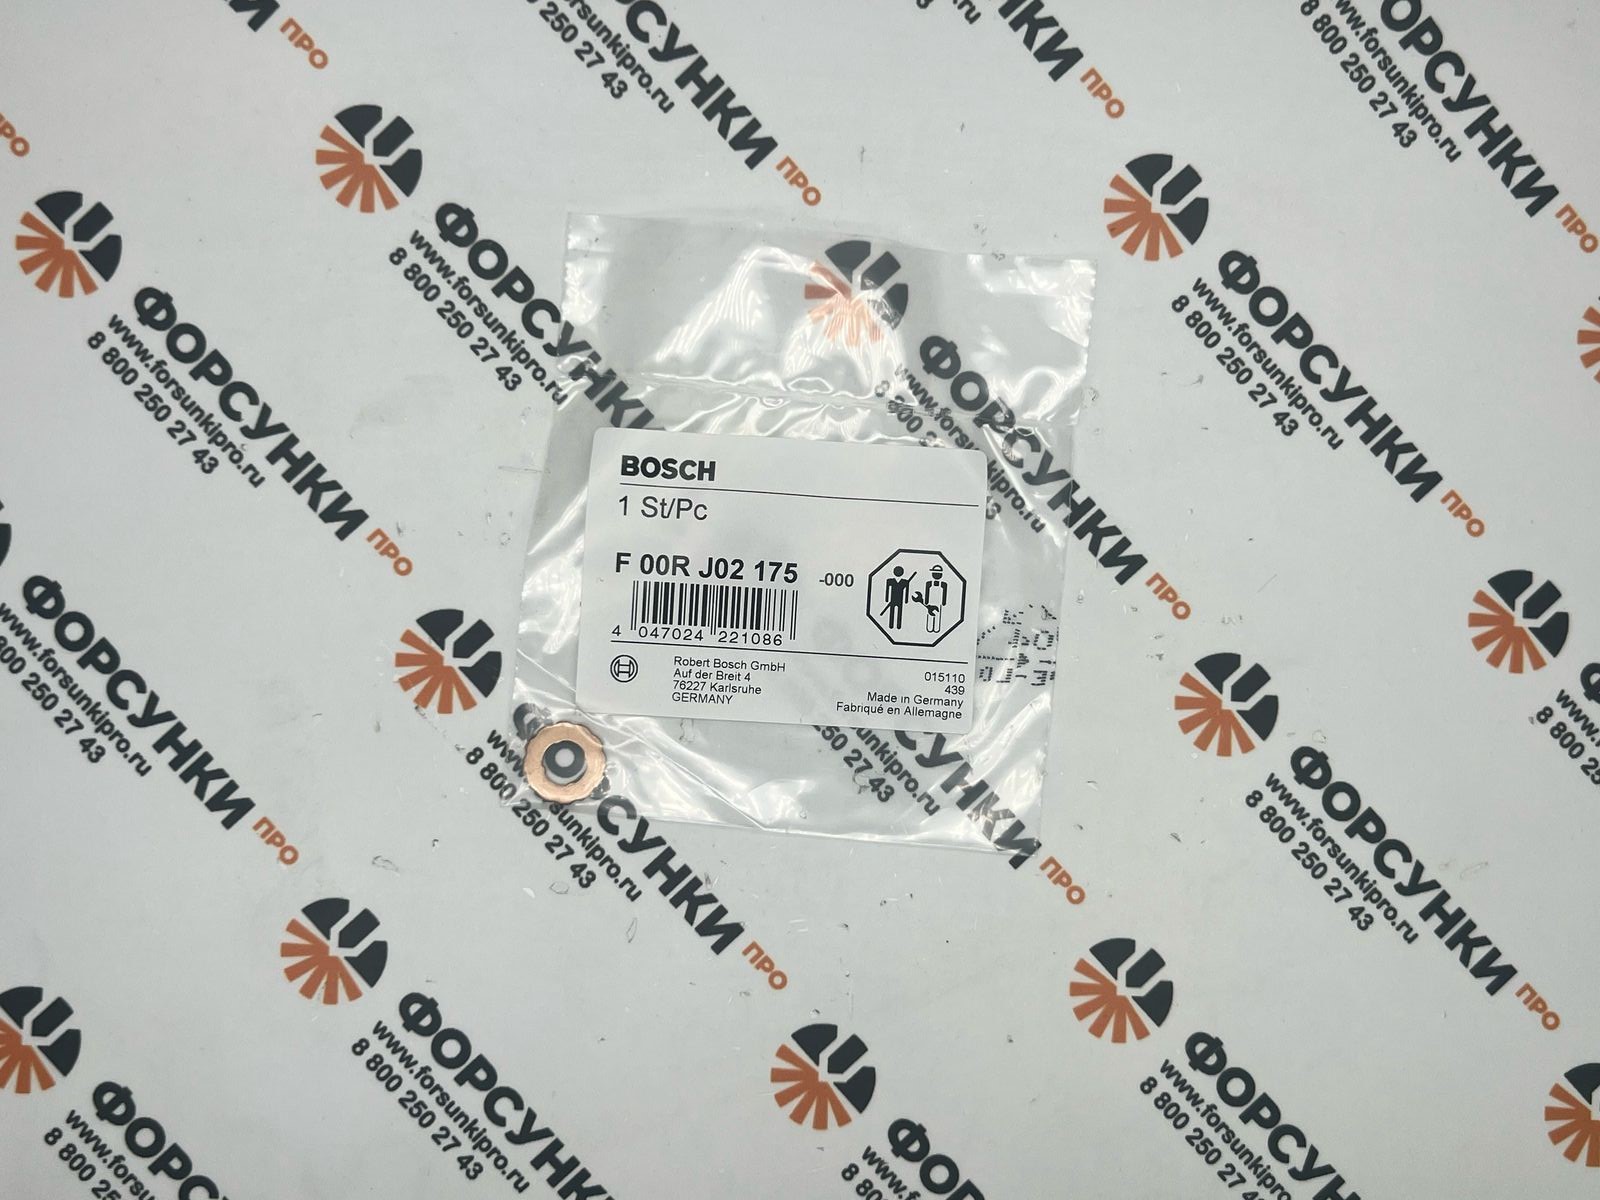 BOSCH
1 St/Pc
F 00R J02 175 -000
4 047024 221086
Robert Bosch GmbH
Auf der Breit 4
76227 Karlsruhe
GERMANY
015110
439
Made in Germany
Fabriqué en Allemagne
ФОРСУНКИ ПРО
www.forsunkipro.ru
8 800 250 27 43